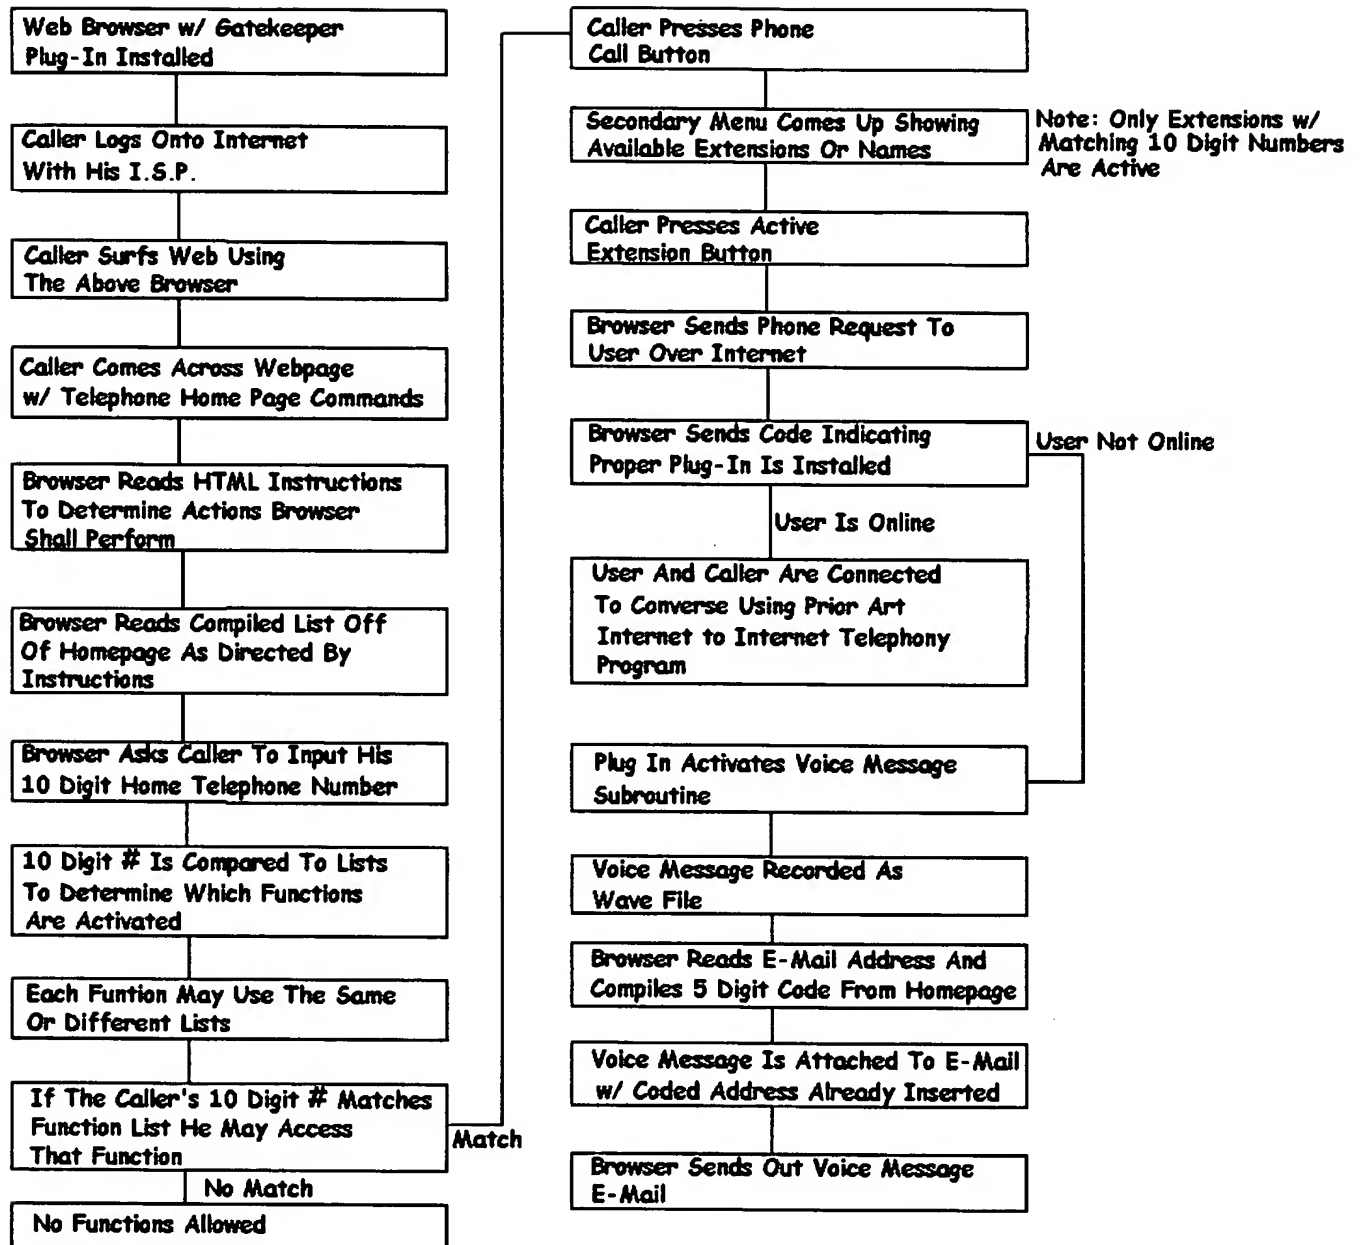 Web Browser w/ Gatekeeper
Plug-In Installed
Caller Logs Onto Internet
With His I.S.P.
Caller Surfs Web Using
The Above Browser
Caller Comes Across Webpage
w/ Telephone Home Page Commands
Browser Reads HTML Instructions
To Determine Actions Browser
Shall Perform
Browser Reads Compiled List Off
Of Homepage As Directed By
Instructions
Browser Asks Caller To Input His
10 Digit Home Telephone Number
10 Digit # Is Compared To Lists
To Determine Which Functions
Are Activated
Each Funtion May Use The Same
Or Different Lists
If The Caller's 10 Digit # Matches
Function List He May Access
That Function
Match
No Match
No Functions Allowed
Caller Presses Phone
Call Button
Secondary Menu Comes Up Showing
Available Extensions Or Names
Note: Only Extensions w/
Matching 10 Digit Numbers
Are Active
Caller Presses Active
Extension Button
Browser Sends Phone Request To
User Over Internet
Browser Sends Code Indicating
Proper Plug-In Is Installed
User Not Online
User Is Online
User And Caller Are Connected
To Converse Using Prior Art
Internet to Internet Telephony
Program
Plug In Activates Voice Message
Subroutine
Voice Message Recorded As
Wave File
Browser Reads E-Mail Address And
Compiles 5 Digit Code From Homepage
Voice Message Is Attached To E-Mail
w/ Coded Address Already Inserted
Browser Sends Out Voice Message
E-Mail